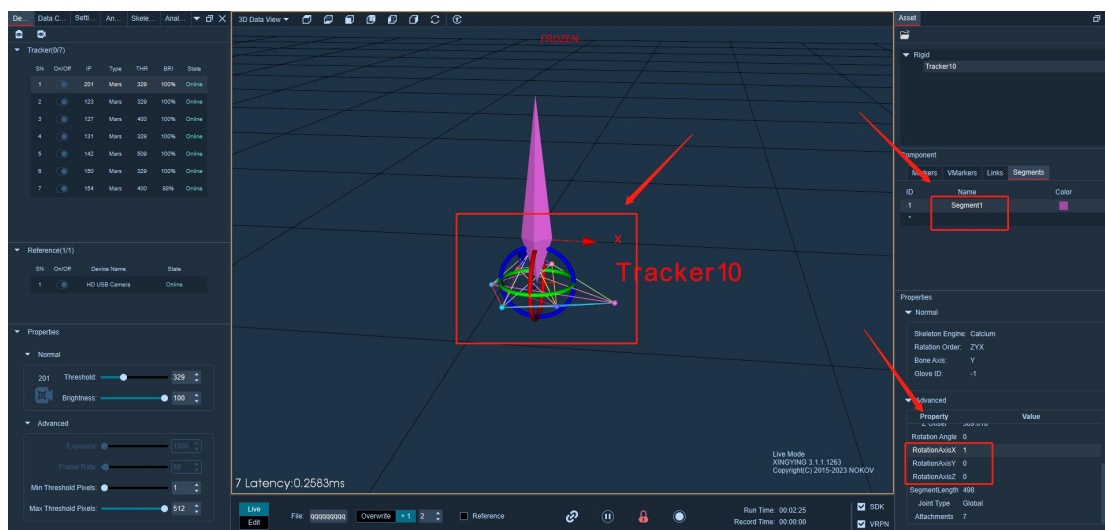 De... Data C... Setti... An... Skele... Anal...
Tracker(0/7)
SN On/Off IP Type THR BRI State
1 201 Mars 329 100% Online
2 123 Mars 329 100% Online
3 127 Mars 400 100% Online
4 131 Mars 329 100% Online
5 142 Mars 509 100% Online
6 150 Mars 329 100% Online
7 154 Mars 400 88% Online
Reference(1/1)
SN On/Off Device Name State
1 HD USB Camera Online
Properties
Normal
201 Threshold: 329
Brightness: 100
Advanced
Exposure: 1000
Frame Rate: 60
Min Threshold Pixels: 1
Max Threshold Pixels: 512
3D Data View
FROZEN
X
Tracker10
Live Mode
XINGYING 3.1.1.1263
Copyright(C) 2015-2023 NOKOV
7 Latency:0.2583ms
Live
Edit
File: qqqqqqqqq Overwrite + 1 2 Reference
Run Time: 00:02:25
Record Time: 00:00:00
SDK
VRPN
Asset
Rigid
Tracker10
Component
Markers VMarkers Links Segments
ID Name Color
1 Segment1
*
Properties
Normal
Skeleton Engine: Calcium
Ratation Order: ZYX
Bone Axis: Y
Glove ID: -1
Advanced
Property Value
Z Offset
Rotation Angle 0
RotationAxisX 1
RotationAxisY 0
RotationAxisZ 0
SegmentLength 498
Joint Type Global
Attachments 7